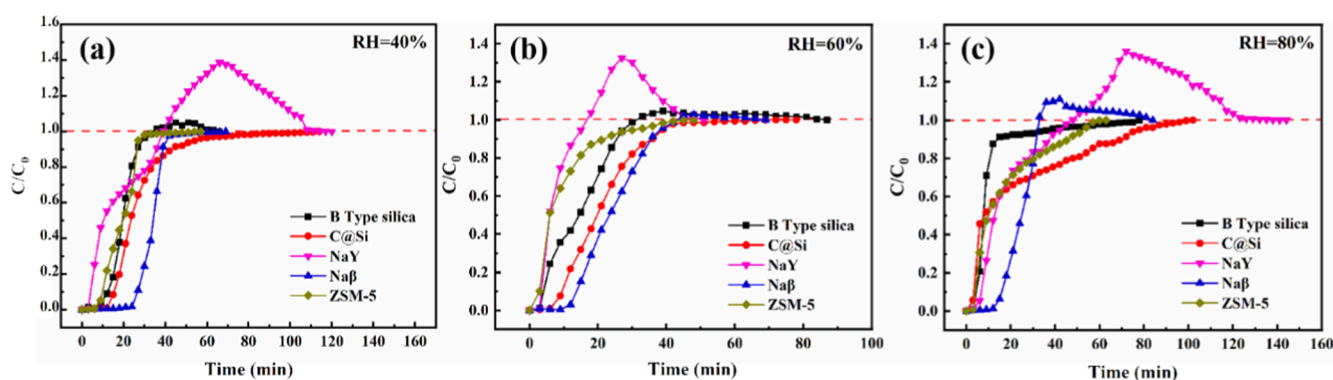 (a)
RH=40%
C/C0
1.6
1.4
1.2
1.0
0.8
0.6
0.4
0.2
0.0
B Type silica
C@Si
NaY
Naβ
ZSM-5
0 20 40 60 80 100 120 140 160
Time (min)
(b)
RH=60%
C/C0
1.4
1.2
1.0
0.8
0.6
0.4
0.2
0.0
B Type silica
C@Si
NaY
Naβ
ZSM-5
0 20 40 60 80 100
Time (min)
(c)
RH=80%
C/C0
1.4
1.2
1.0
0.8
0.6
0.4
0.2
0.0
B Type silica
C@Si
NaY
Naβ
ZSM-5
0 20 40 60 80 100 120 140 160
Time (min)